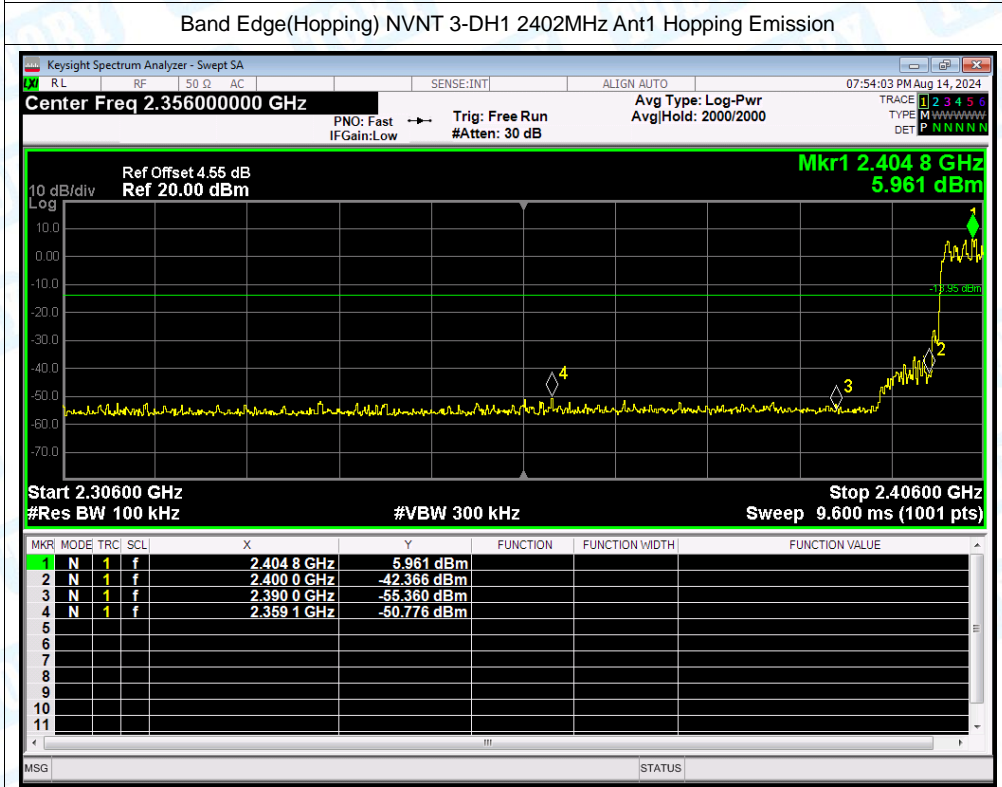 Band Edge(Hopping) NVNT 3-DH1 2402MHz Ant1 Hopping Emission
Keysight Spectrum Analyzer - Swept SA
LXI RL RF 50 Ω AC SENSE:INT ALIGN AUTO 07:54:03 PM Aug 14, 2024
Center Freq 2.356000000 GHz
PNO: Fast
IFGain:Low
Trig: Free Run
#Atten: 30 dB
Avg Type: Log-Pwr
Avg|Hold: 2000/2000
TRACE 1 2 3 4 5 6
TYPE M WWWWW
DET P N N N N N
Mkr1 2.404 8 GHz
5.961 dBm
Ref Offset 4.55 dB
10 dB/div Ref 20.00 dBm
Log
10.0
0.00
-10.0
-20.0
-30.0
-40.0
-50.0
-60.0
-70.0
1
-13.95 dBm
2
4
3
Start 2.30600 GHz Stop 2.40600 GHz
#Res BW 100 kHz #VBW 300 kHz Sweep 9.600 ms (1001 pts)
MKR MODE TRC SCL X Y FUNCTION FUNCTION WIDTH FUNCTION VALUE
1 N 1 f 2.404 8 GHz 5.961 dBm
2 N 1 f 2.400 0 GHz -42.366 dBm
3 N 1 f 2.390 0 GHz -55.360 dBm
4 N 1 f 2.359 1 GHz -50.776 dBm
5
6
7
8
9
10
11
MSG STATUS